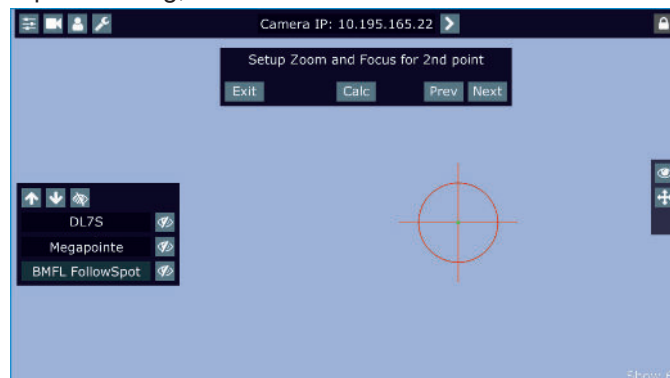 Camera IP: 10.195.165.22
Setup Zoom and Focus for 2nd point
Exit Calc Prev Next
DL7S
Megapointe
BMFL FollowSpot
Show